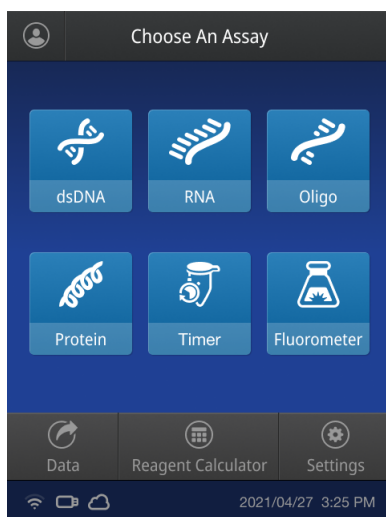 Choose An Assay
dsDNA RNA Oligo
Protein Timer Fluorometer
Data Reagent Calculator Settings
2021/04/27 3:25 PM